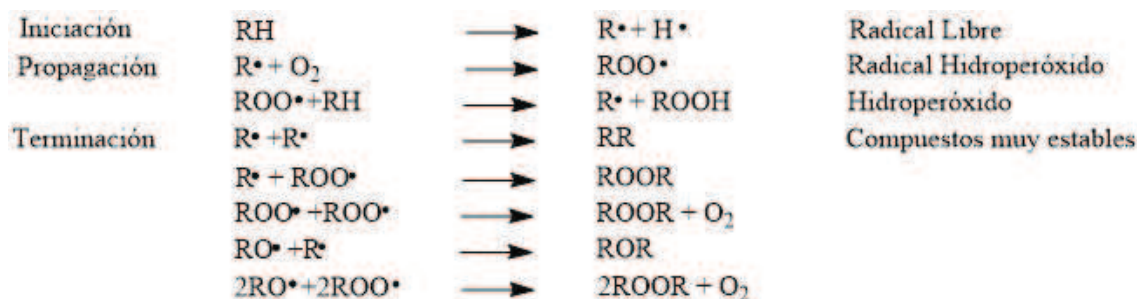 Iniciación RH → R• + H • Radical Libre
Propagación R• + O₂ → ROO • Radical Hidroperóxido
ROO• +RH → R• + ROOH Hidroperóxido
Terminación R• +R• → RR Compuestos muy estables
R• + ROO• → ROOR
ROO• +ROO• → ROOR + O₂
RO• +R• → ROR
2RO• +2ROO• → 2ROOR + O₂